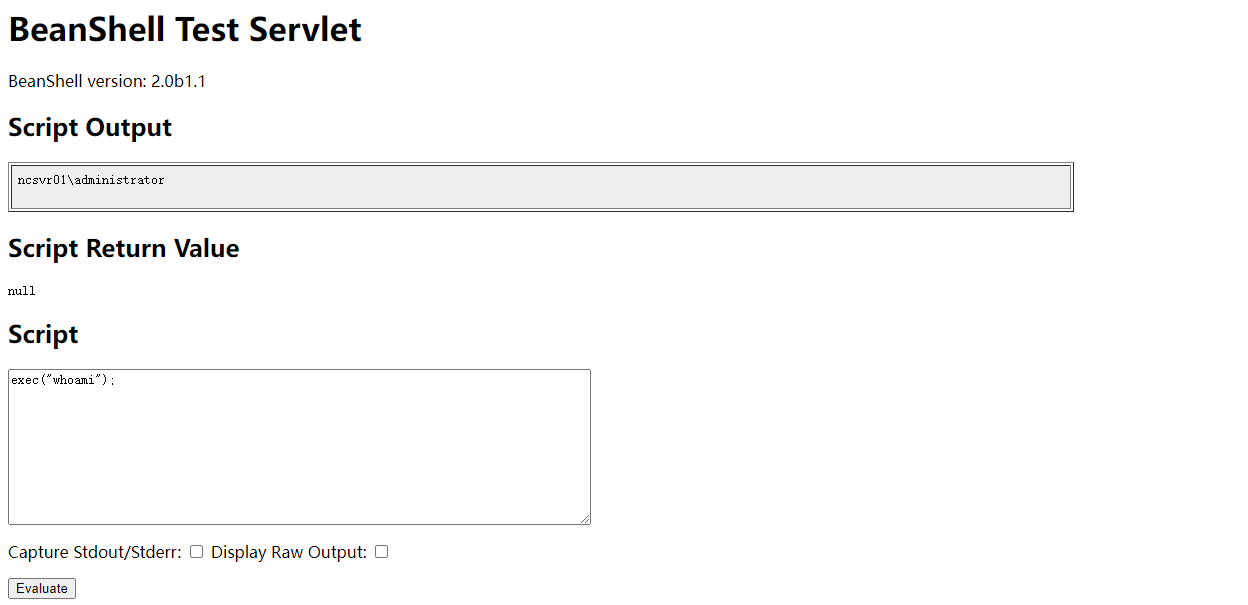 BeanShell Test Servlet
BeanShell version: 2.0b1.1
Script Output
ncsvr01\administrator
Script Return Value
null
Script
exec("whoami");
Capture Stdout/Stderr: Display Raw Output:
Evaluate